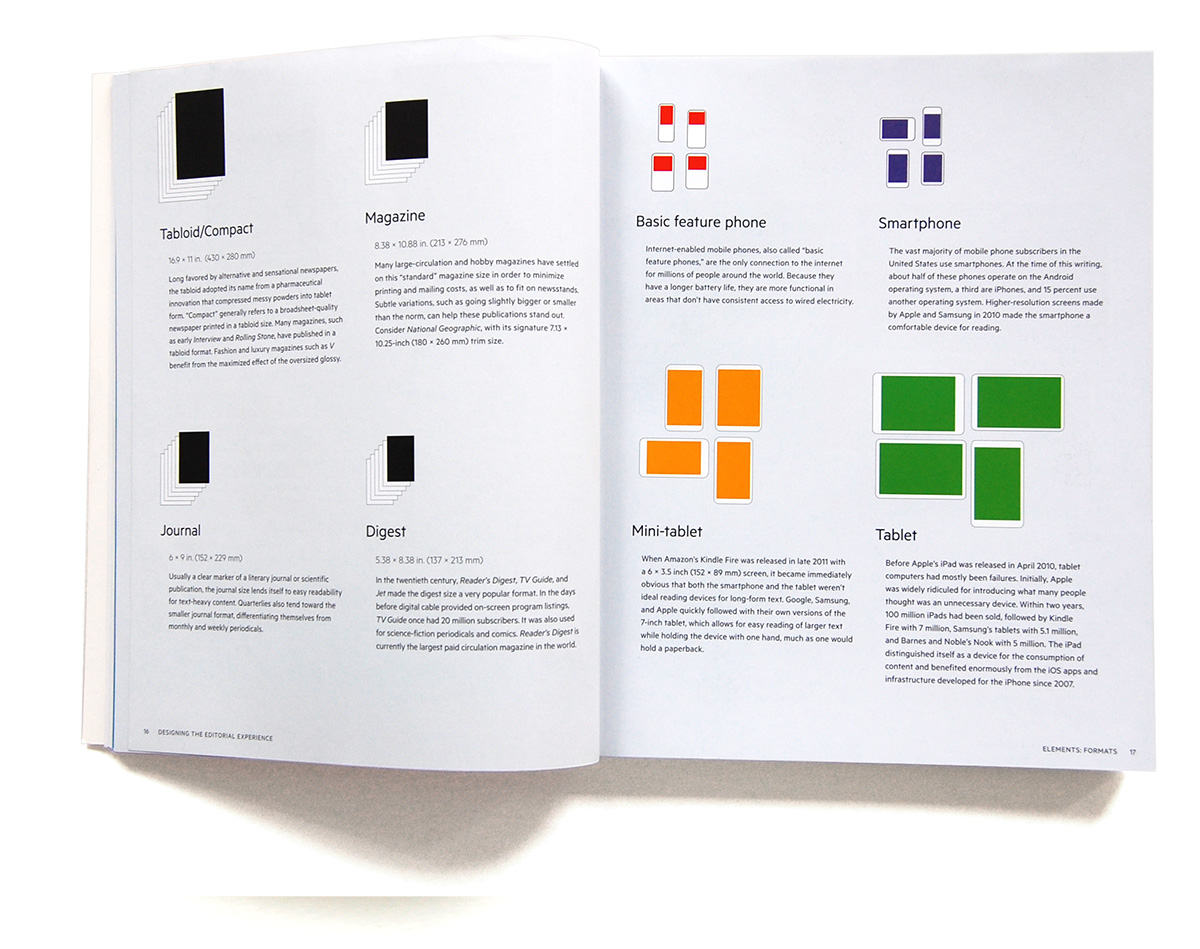 Tabloid/Compact
16.9 × 11 in. (430 × 280 mm)
Long favored by alternative and sensational newspapers,
the tabloid adopted its name from a pharmaceutical
innovation that compressed messy powders into tablet
form. “Compact” generally refers to a broadsheet-quality
newspaper printed in a tabloid size. Many magazines, such
as early Interview and Rolling Stone, have published in a
tabloid format. Fashion and luxury magazines such as V
benefit from the maximized effect of the oversized glossy.
Magazine
8.38 × 10.88 in. (213 × 276 mm)
Many large-circulation and hobby magazines have settled
on this “standard” magazine size in order to minimize
printing and mailing costs, as well as to fit on newsstands.
Subtle variations, such as going slightly bigger or smaller
than the norm, can help these publications stand out.
Consider National Geographic, with its signature 7.13 ×
10.25-inch (180 × 260 mm) trim size.
Journal
6 × 9 in. (152 × 229 mm)
Usually a clear marker of a literary journal or scientific
publication, the journal size lends itself to easy readability
for text-heavy content. Quarterlies also tend toward the
smaller journal format, differentiating themselves from
monthly and weekly periodicals.
Digest
5.38 × 8.38 in. (137 × 213 mm)
In the twentieth century, Reader’s Digest, TV Guide, and
Jet made the digest size a very popular format. In the days
before digital cable provided on-screen program listings,
TV Guide once had 20 million subscribers. It was also used
for science-fiction periodicals and comics. Reader’s Digest is
currently the largest paid circulation magazine in the world.
16 DESIGNING THE EDITORIAL EXPERIENCE
Basic feature phone
Internet-enabled mobile phones, also called “basic
feature phones,” are the only connection to the internet
for millions of people around the world. Because they
have a longer battery life, they are more functional in
areas that don’t have consistent access to wired electricity.
Smartphone
The vast majority of mobile phone subscribers in the
United States use smartphones. At the time of this writing,
about half of these phones operate on the Android
operating system, a third are iPhones, and 15 percent use
another operating system. Higher-resolution screens made
by Apple and Samsung in 2010 made the smartphone a
comfortable device for reading.
Mini-tablet
When Amazon’s Kindle Fire was released in late 2011 with
a 6 × 3.5 inch (152 × 89 mm) screen, it became immediately
obvious that both the smartphone and the tablet weren’t
ideal reading devices for long-form text. Google, Samsung,
and Apple quickly followed with their own versions of the
7-inch tablet, which allows for easy reading of larger text
while holding the device with one hand, much as one would
hold a paperback.
Tablet
Before Apple’s iPad was released in April 2010, tablet
computers had mostly been failures. Initially, Apple
was widely ridiculed for introducing what many people
thought was an unnecessary device. Within two years,
100 million iPads had been sold, followed by Kindle
Fire with 7 million, Samsung’s tablets with 5.1 million,
and Barnes and Noble’s Nook with 5 million. The iPad
distinguished itself as a device for the consumption of
content and benefited enormously from the iOS apps and
infrastructure developed for the iPhone since 2007.
ELEMENTS: FORMATS 17